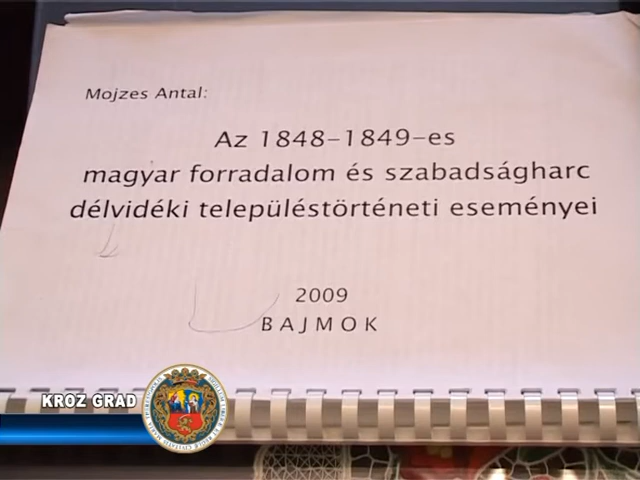 Mojzes Antal:
Az 1848-1849-es
magyar forradalom és szabadságharc
délvidéki településtörténeti eseményei
2009
BAJMOK
KROZ GRAD